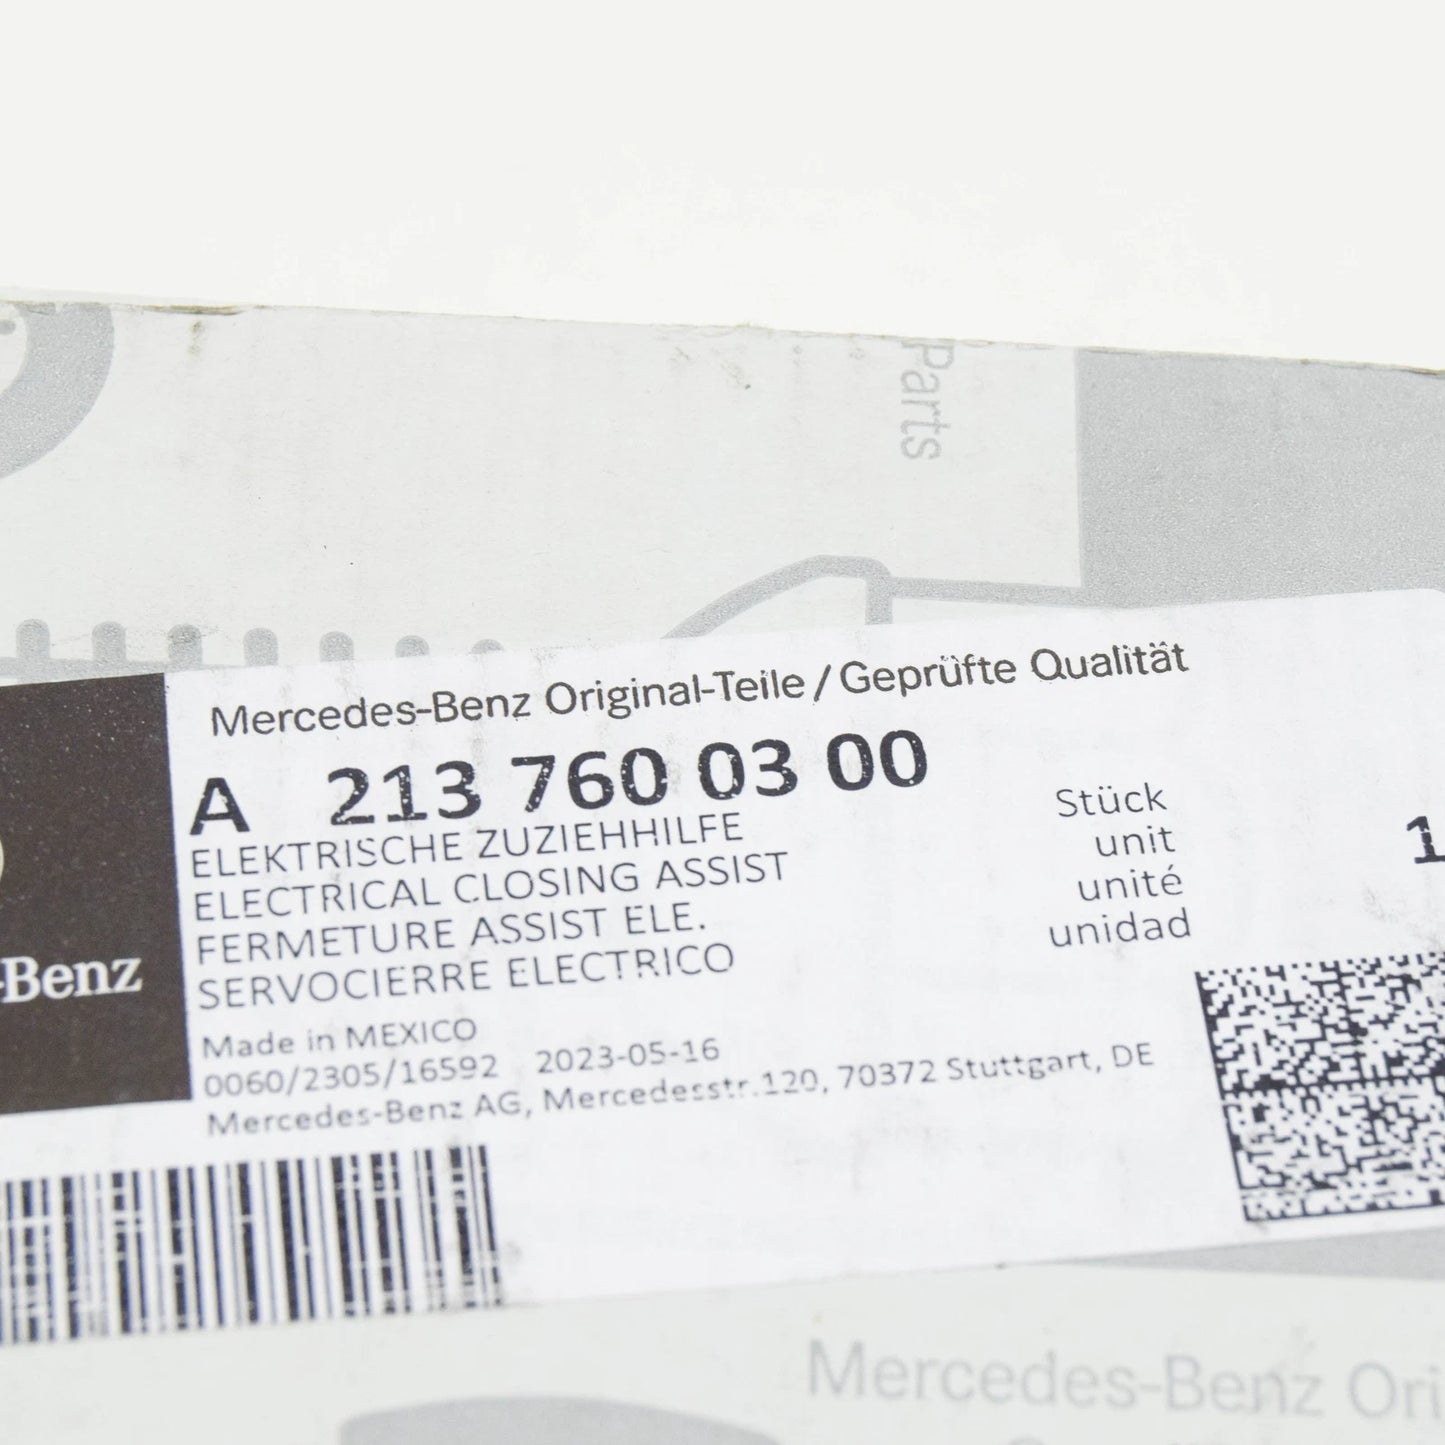 Parts
Mercedes-Benz Original-Teile / Geprüfte Qualität
A 213 760 03 00
ELEKTRISCHE ZUZIEHHILFE
ELECTRICAL CLOSING ASSIST
FERMETURE ASSIST ELE.
SERVOCIERRE ELECTRICO
Stück
unit
unité
unidad
1
-Benz
Made in MEXICO
0060/2305/16592 2023-05-16
Mercedes-Benz AG, Mercedesstr.120, 70372 Stuttgart, DE
Mercedes-Benz Ori